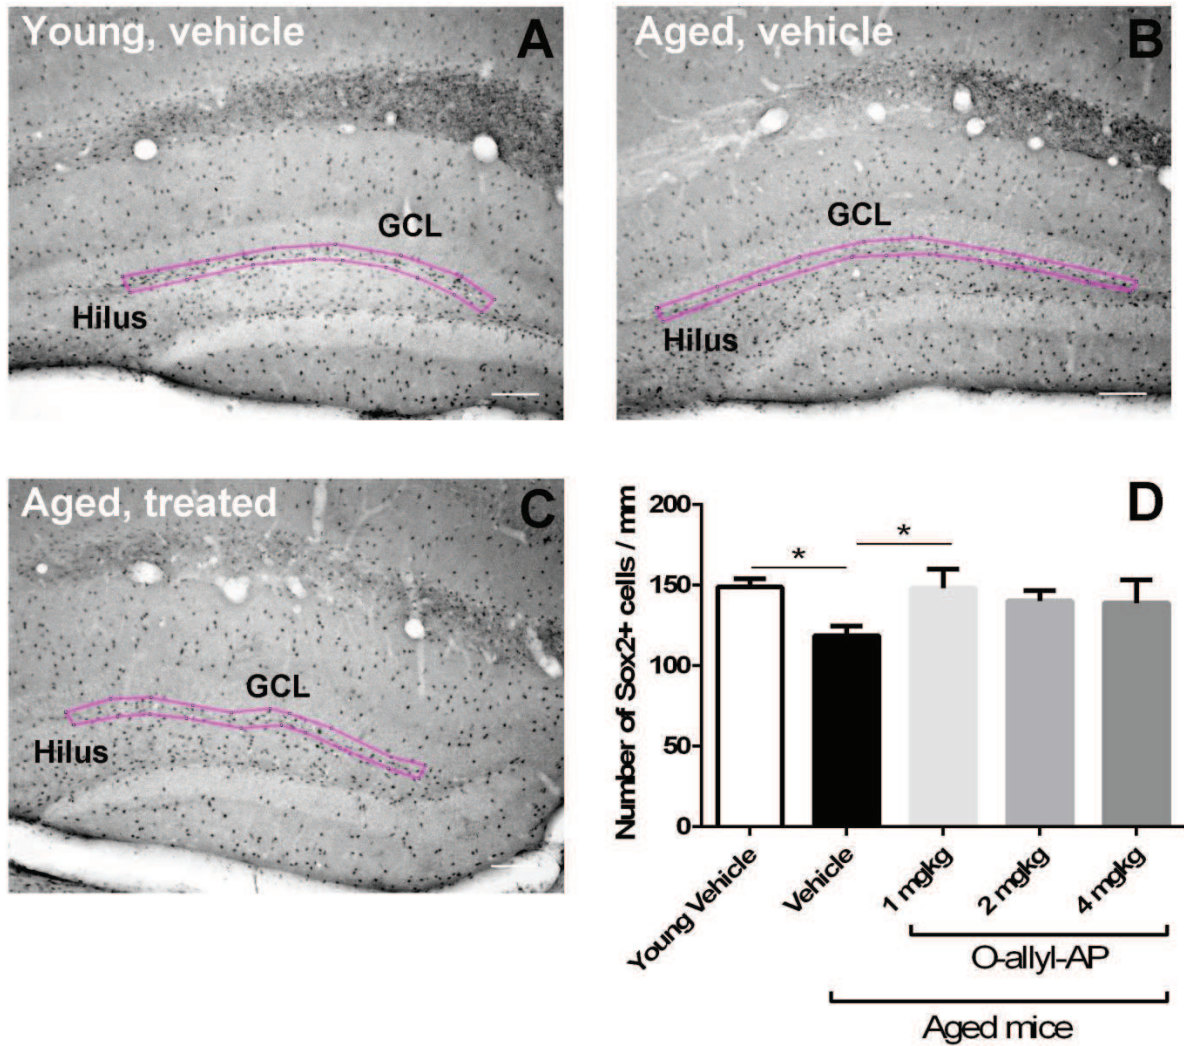 Young, vehicle
A
GCL
Hilus
Aged, vehicle
B
GCL
Hilus
Aged, treated
C
GCL
Hilus
D
Number of Sox2+ cells / mm
200
150
100
50
0
*
*
Young Vehicle
Vehicle
1 mgkg
2 mgkg
4 mgkg
O-allyl-AP
Aged mice